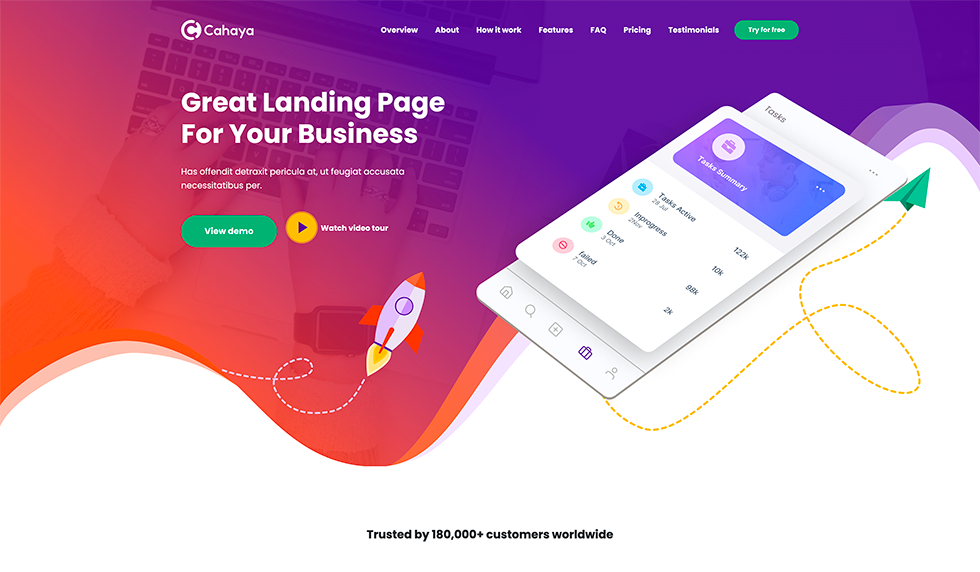 Cahaya
Overview
About
How it work
Features
FAQ
Pricing
Testimonials
Try for free
Great Landing Page
For Your Business
Has offendit detraxit pericula at, ut feugiat accusata
necessitatibus per.
View demo
Watch video tour
Tasks
Tasks Summary
Tasks Active
28 Jul
122k
Inprogress
2Nov
10k
Done
3 Oct
98k
failed
7 Oct
2k
Trusted by 180,000+ customers worldwide